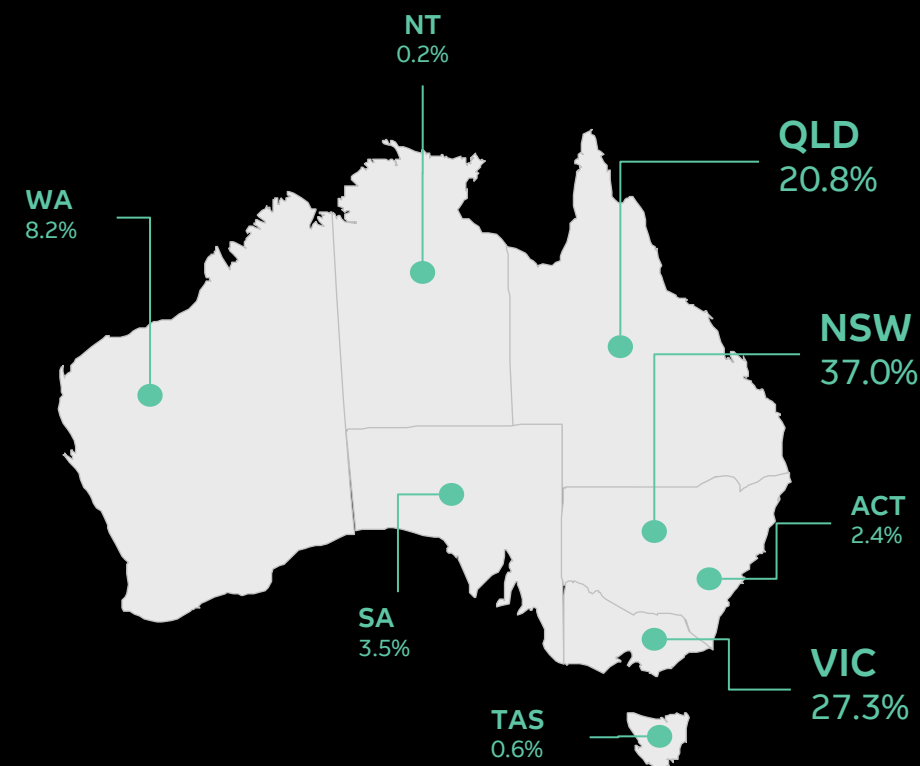 NT
0.2%
QLD
20.8%
WA
8.2%
NSW
37.0%
ACT
2.4%
SA
3.5%
VIC
27.3%
TAS
0.6%